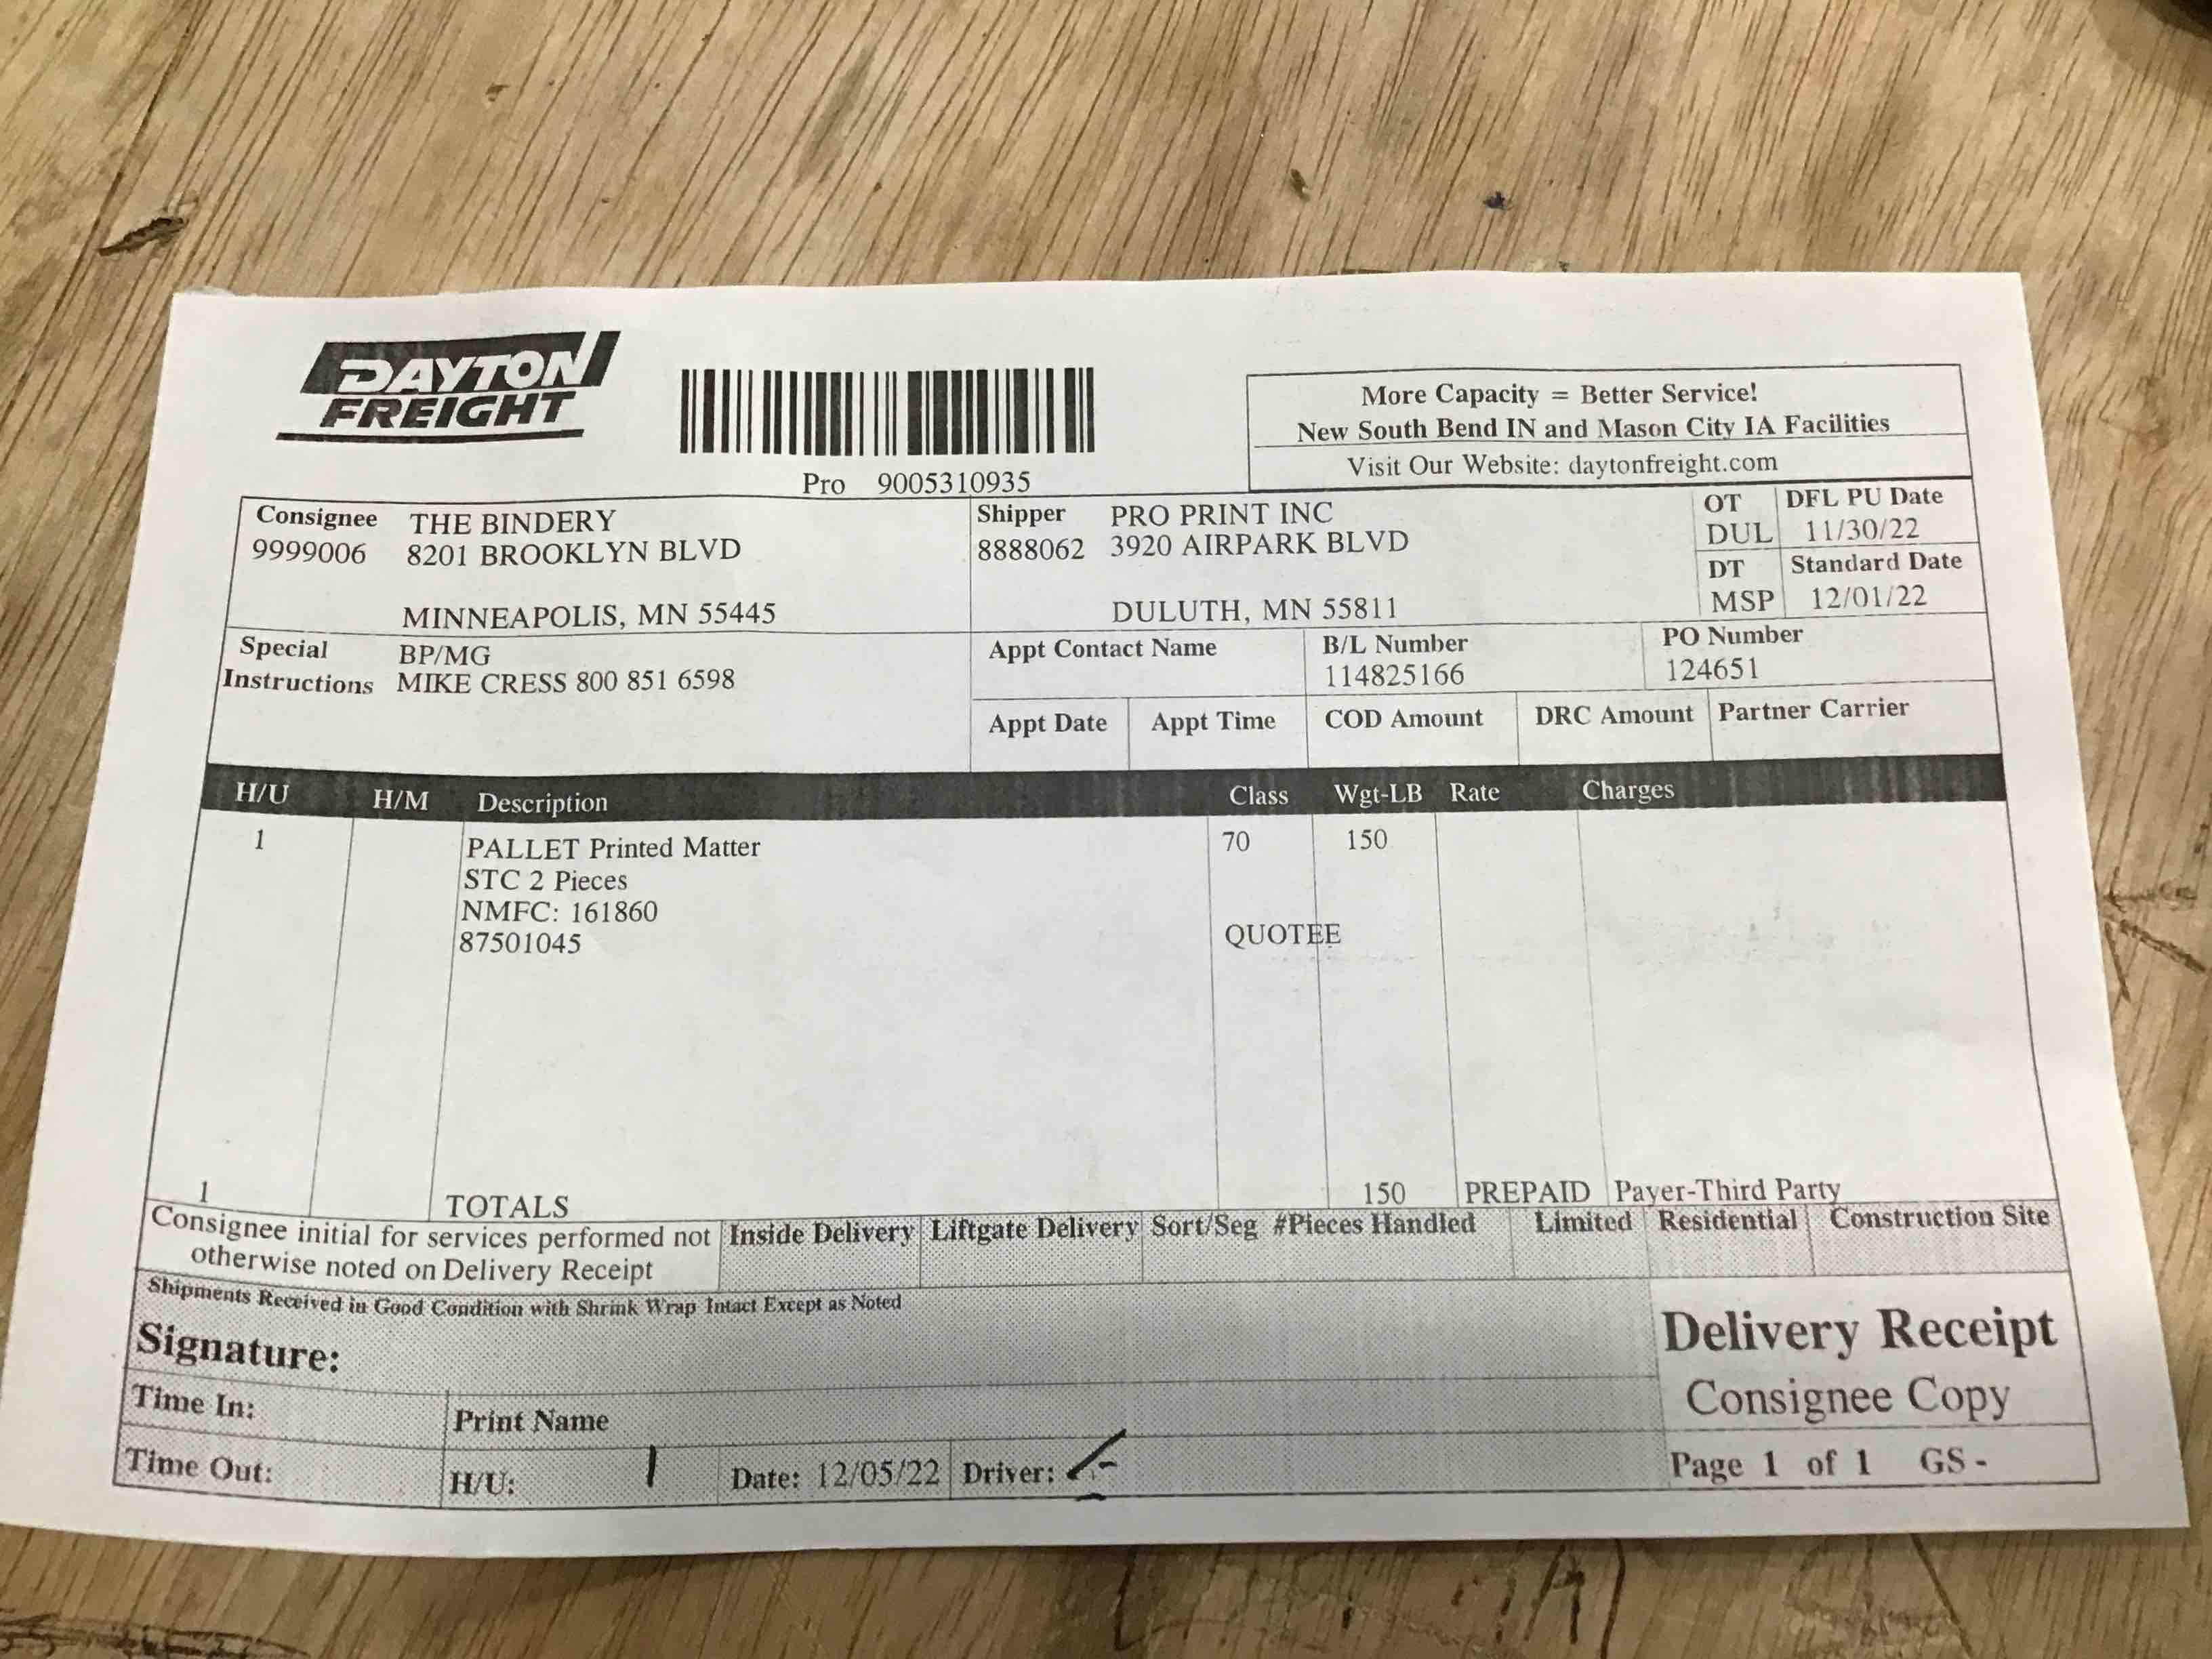 DAYTON
FREIGHT
Pro 9005310935
More Capacity = Better Service!
New South Bend IN and Mason City IA Facilities
Visit Our Website: daytonfreight.com
Consignee THE BINDERY
9999006 8201 BROOKLYN BLVD
MINNEAPOLIS, MN 55445
Shipper PRO PRINT INC
8888062 3920 AIRPARK BLVD
DULUTH, MN 55811
OT DFL PU Date
DUL 11/30/22
DT Standard Date
MSP 12/01/22
Special BP/MG
Instructions MIKE CRESS 800 851 6598
Appt Contact Name
B/L Number
114825166
PO Number
124651
Appt Date Appt Time COD Amount DRC Amount Partner Carrier
H/U H/M Description Class Wgt-LB Rate Charges
1 PALLET Printed Matter 70 150
STC 2 Pieces
NMFC: 161860
87501045 QUOTEE
1 TOTALS 150 PREPAID Payer-Third Party
Consignee initial for services performed not
otherwise noted on Delivery Receipt
Inside Delivery Liftgate Delivery Sort/Seg #Pieces Handled Limited Residential Construction Site
Shipments Received in Good Condition with Shrink Wrap Intact Except as Noted
Signature:
Delivery Receipt
Consignee Copy
Time In: Print Name
Time Out: H/U: 1 Date: 12/05/22 Driver:
Page 1 of 1 GS -